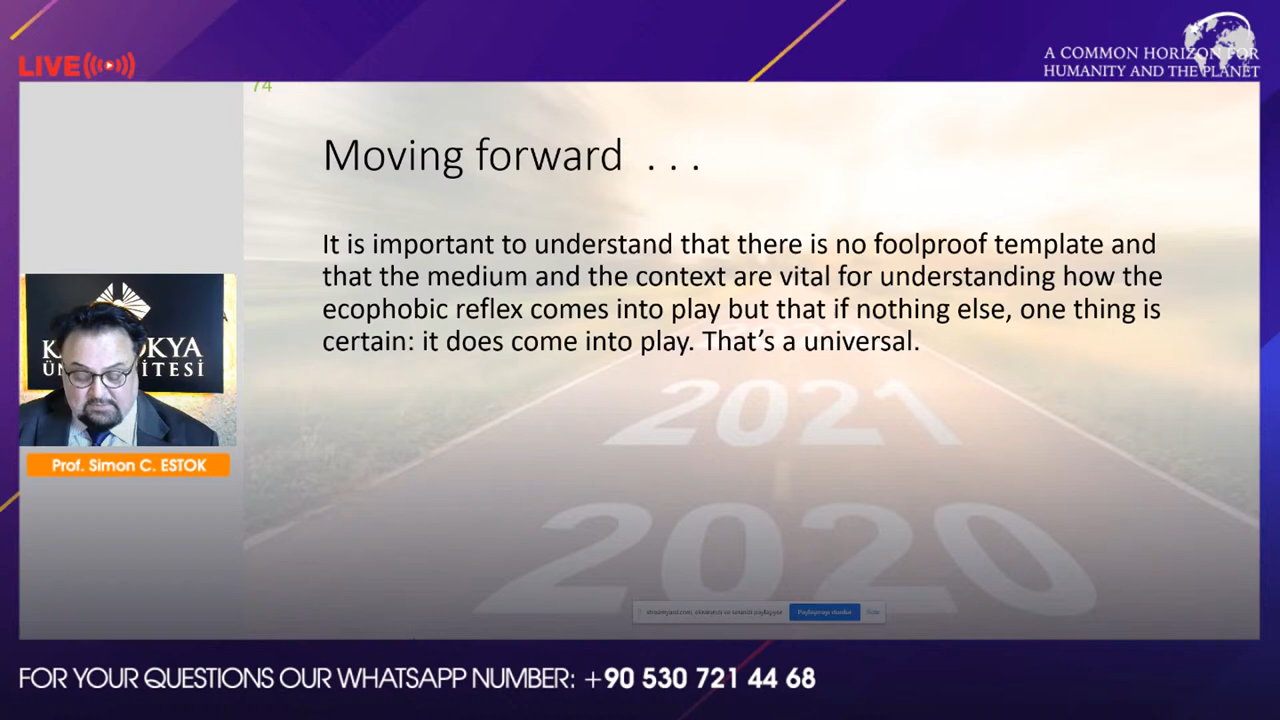 LIVE
A COMMON HORIZON FOR
HUMANITY AND THE PLANET
74
Moving forward . . .
It is important to understand that there is no foolproof template and
that the medium and the context are vital for understanding how the
ecophobic reflex comes into play but that if nothing else, one thing is
certain: it does come into play. That’s a universal.
2021
2020
Prof. Simon C. ESTOK
Paylaşmayı durdur
Gizle
FOR YOUR QUESTIONS OUR WHATSAPP NUMBER: +90 530 721 44 68